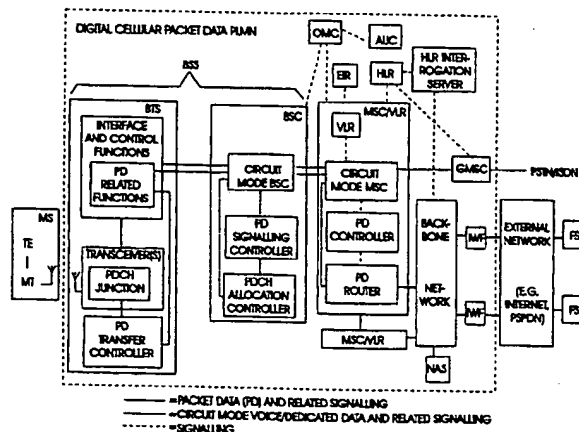 DIGITAL CELLULAR PACKET DATA PLMN
OMC
AUC
BSS
EIR
HLR
HLR INTER-
ROGATION
SERVER
BTS
INTERFACE AND
CONTROL
FUNCTIONS
PD
RELATED
FUNCTIONS
BSC
CIRCUIT
MODE BSC
MSC/VLR
VLR
CIRCUIT
MODE MSC
GMSC
PSTN/ISDN
MS
TE
MT
TRANSCEIVER(S)
PDCH
JUNCTION
PD
TRANSFER
CONTROLLER
PD
SIGNALLING
CONTROLLER
PDCH
ALLOCATION
CONTROLLER
PD
CONTROLLER
PD
ROUTER
MSC/VLR
BACK-
BONE
NET-
WORK
NAS
IWF
IWF
EXTERNAL
NETWORK
(E.G.
INTERNET,
PSPDN)
=PACKET DATA (PD) AND RELATED SIGNALLING
=CIRCUIT MODE VOICE/DEDICATED DATA AND RELATED SIGNALLING
=SIGNALLING